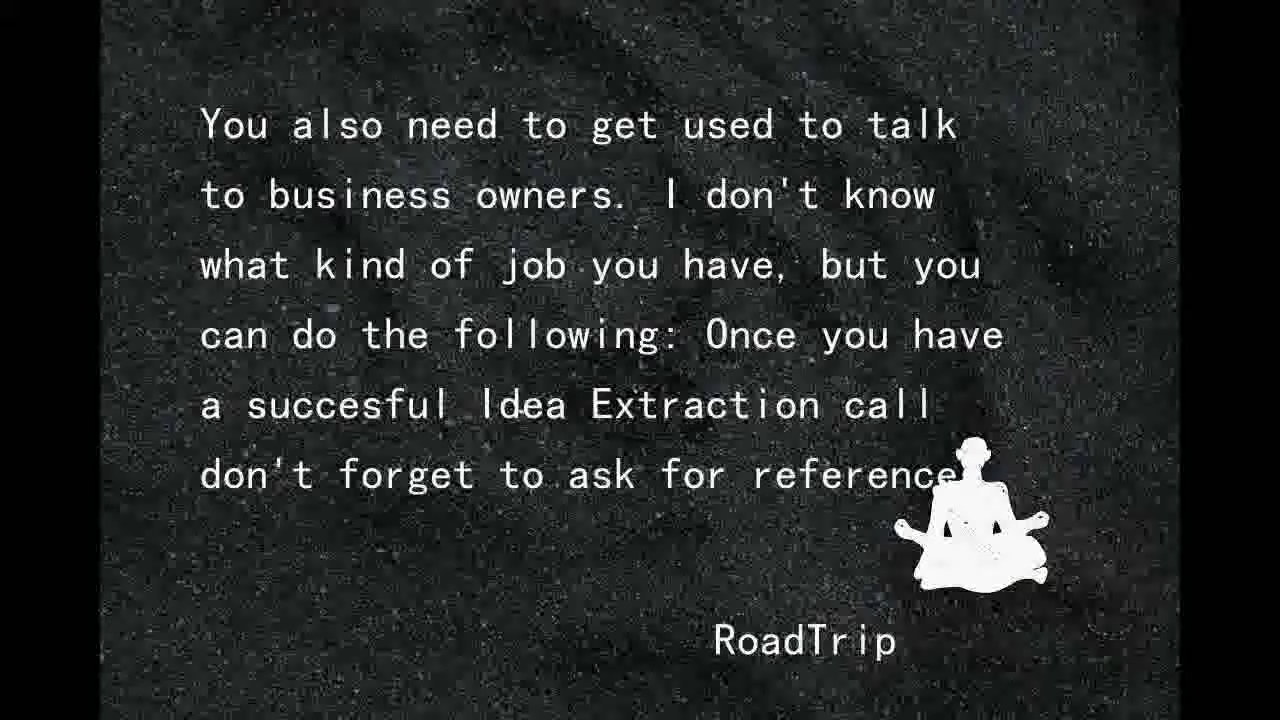 You also need to get used to talk
to business owners. I don't know
what kind of job you have, but you
can do the following: Once you have
a succesful Idea Extraction call
don't forget to ask for reference
RoadTrip